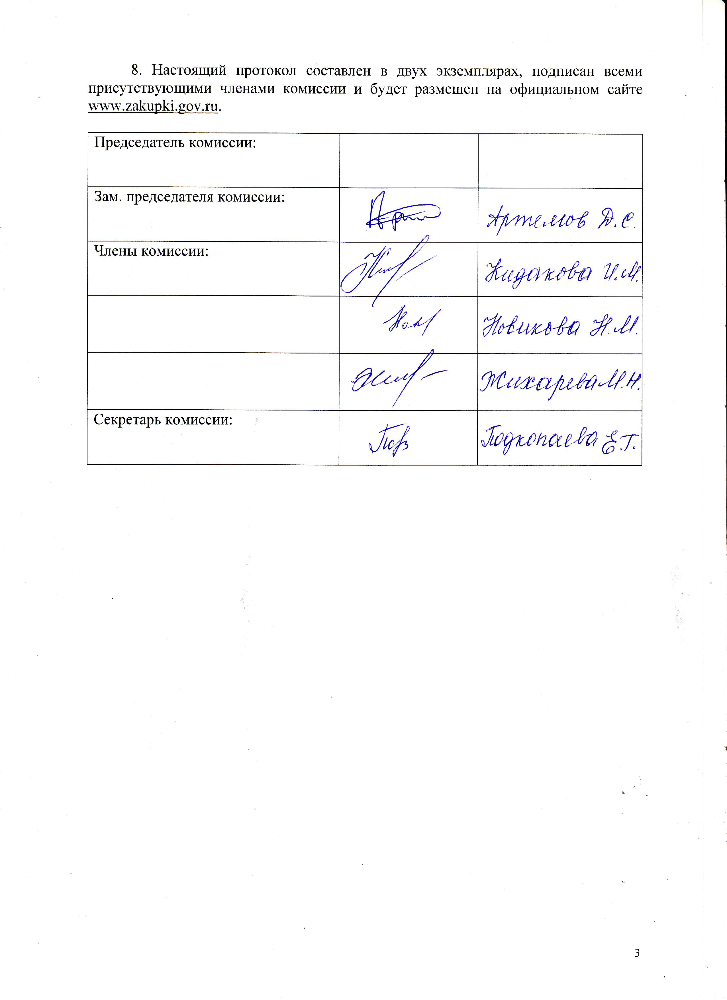 8. Настоящий протокол составлен в двух экземплярах, подписан всеми
присутствующими членами комиссии и будет размещен на официальном сайте
www.zakupki.gov.ru.
Председатель комиссии:
Зам. председателя комиссии:
Артемов Д.С.
Члены комиссии:
Кидакова И.М.
Новикова Н.М.
Жихарева М.Н.
Секретарь комиссии:
Подкопаева Е.Г.
3